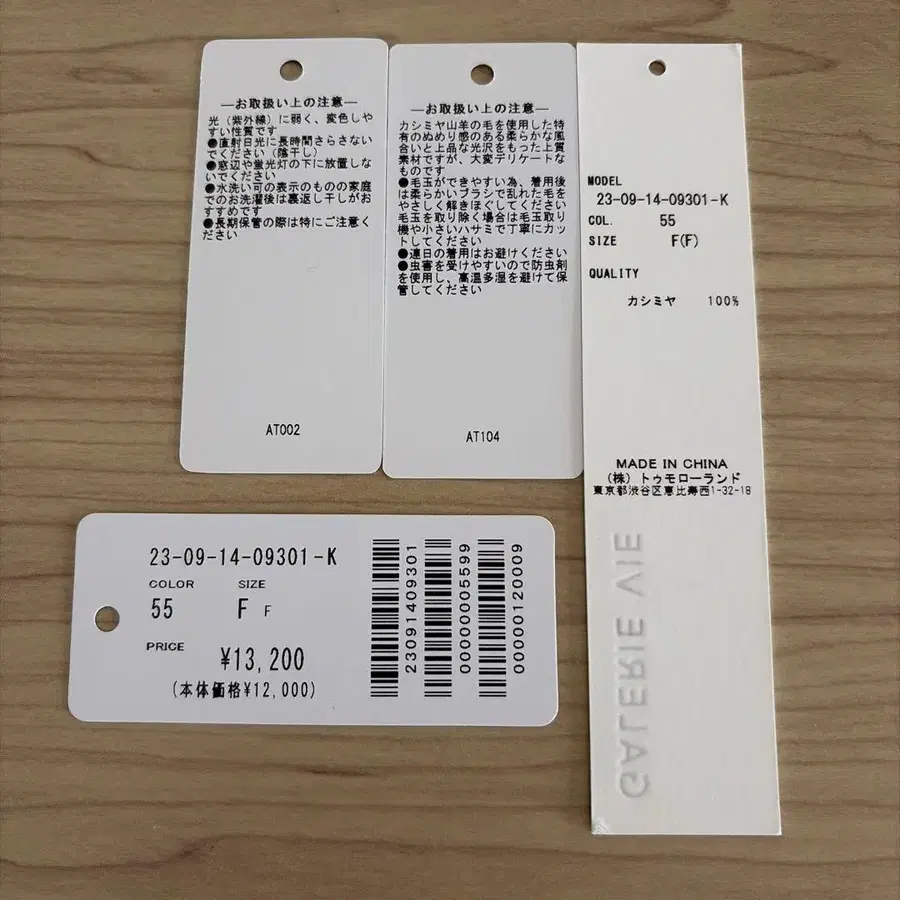 ―お取扱い上の注意―
光（紫外線）に弱く、変色しや
すい性質です
●直射日光に長時間さらさない
でください（陰干し）
●窓辺や蛍光灯の下に放置しな
いでください
●水洗い可の表示のものの家庭
でのお洗濯後は裏返し干しがお
すすめです
●長期保管の際は特にご注意く
ださい
AT002
―お取扱い上の注意―
カシミヤ山羊の毛を使用した特
有のぬめり感のある柔らかな風
合いと上品な光沢をもった上質
素材ですが、大変デリケートな
ものです
●毛玉ができやすい為、着用後
は柔らかいブラシで乱れた毛を
やさしく解きほぐしてください
毛玉を取り除く場合は毛玉取り
機や小さいハサミで丁寧にカッ
トしてください
●連日の着用はお避けください
●虫害を受けやすいので防虫剤
を使用し、高温多湿を避けて保
管してください
AT104
MODEL
23-09-14-09301-K
COL. 55
SIZE F(F)
QUALITY
カシミヤ 100%
MADE IN CHINA
（株）トゥモローランド
東京都渋谷区恵比寿西1-32-18
GALERIE VIE
23-09-14-09301-K
COLOR SIZE
55 F F
PRICE
¥13,200
(本体価格¥12,000)
23091409301
0000000005599
0000000120009